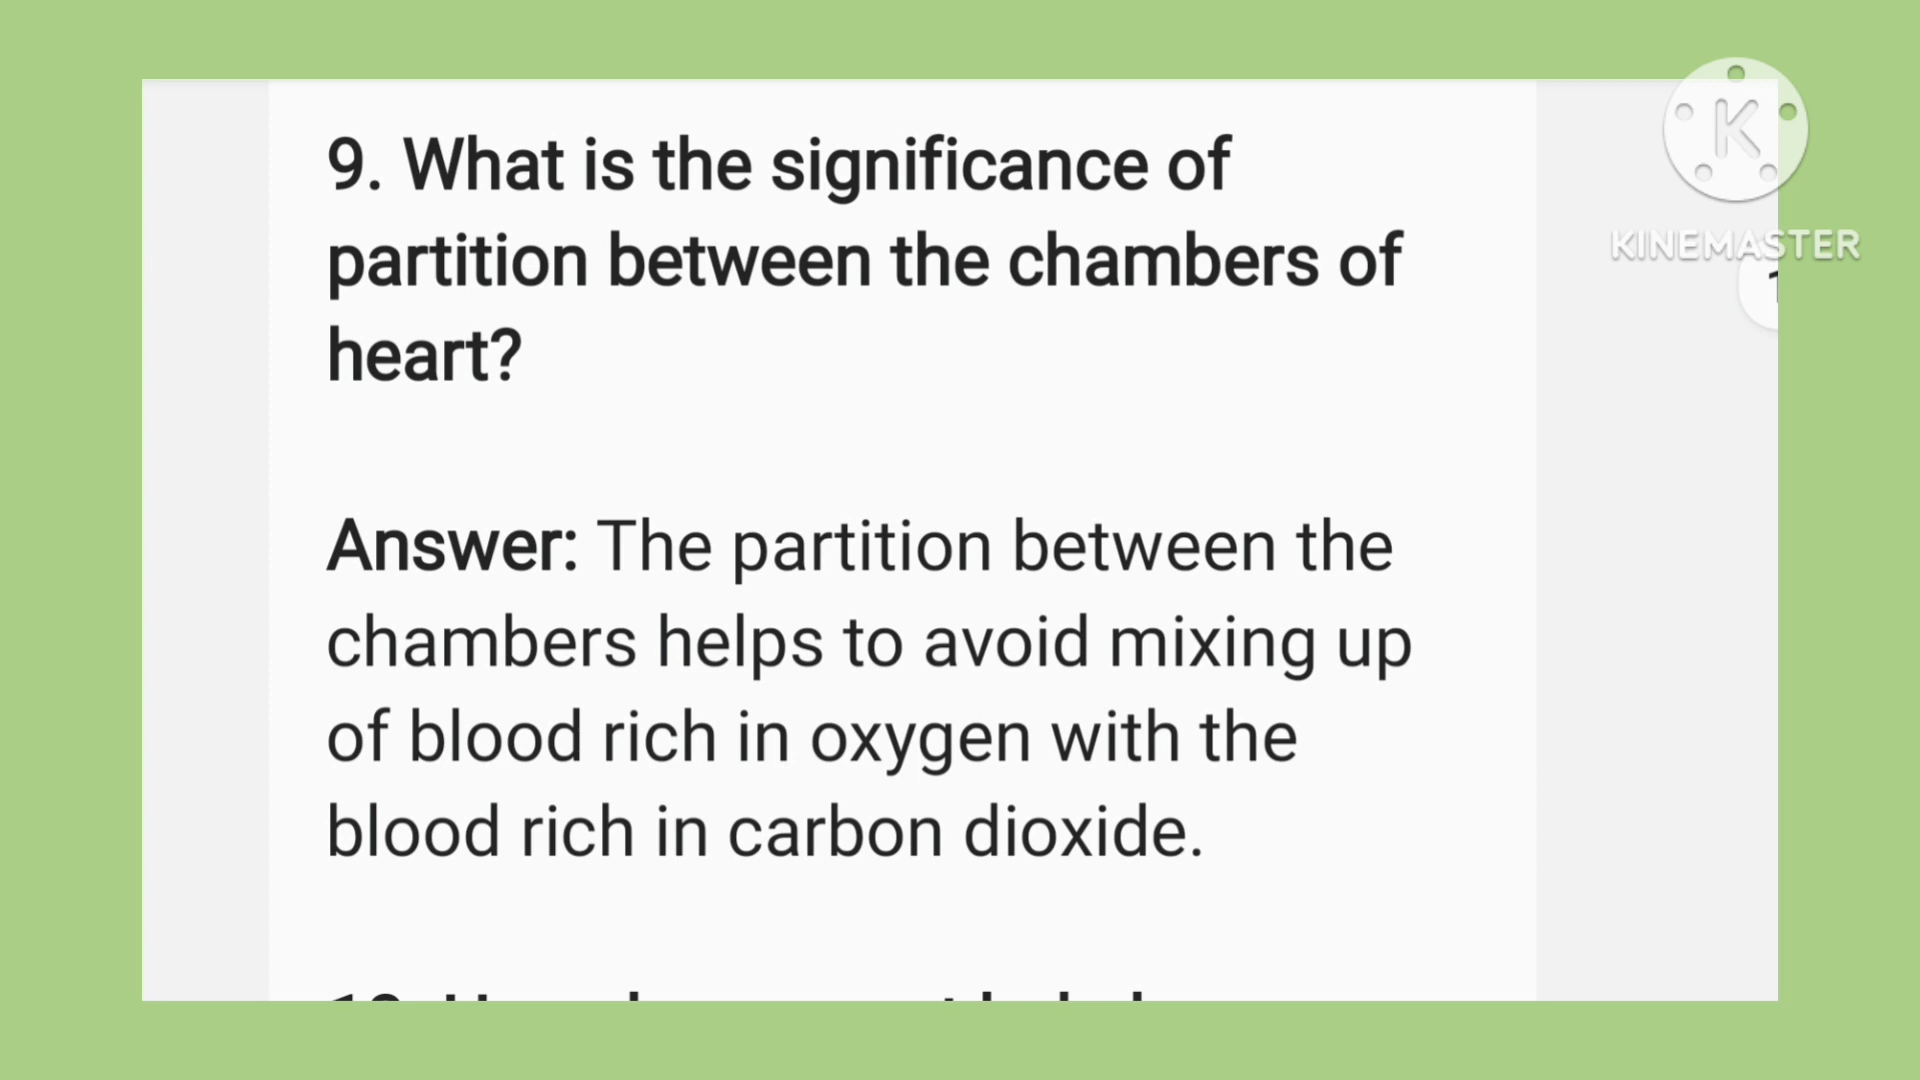 9. What is the significance of
partition between the chambers of
heart?
Answer: The partition between the
chambers helps to avoid mixing up
of blood rich in oxygen with the
blood rich in carbon dioxide.
K
KINEMASTER